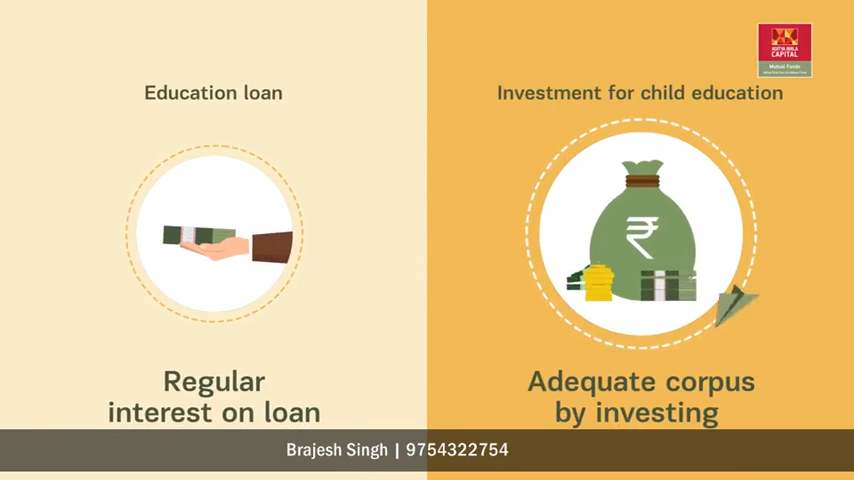 ADITYA BIRLA
CAPITAL
Mutual Funds
Education loan
Investment for child education
₹
Regular
interest on loan
Adequate corpus
by investing
Brajesh Singh | 9754322754